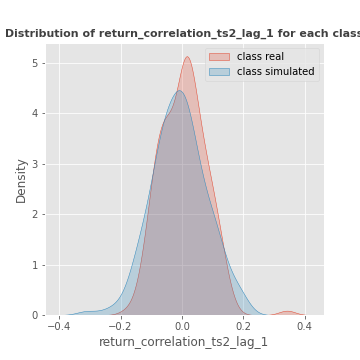 Distribution of return_correlation_ts2_lag_1 for each class
class real
class simulated
5
4
3
2
1
0
Density
−0.4 −0.2 0.0 0.2 0.4
return_correlation_ts2_lag_1